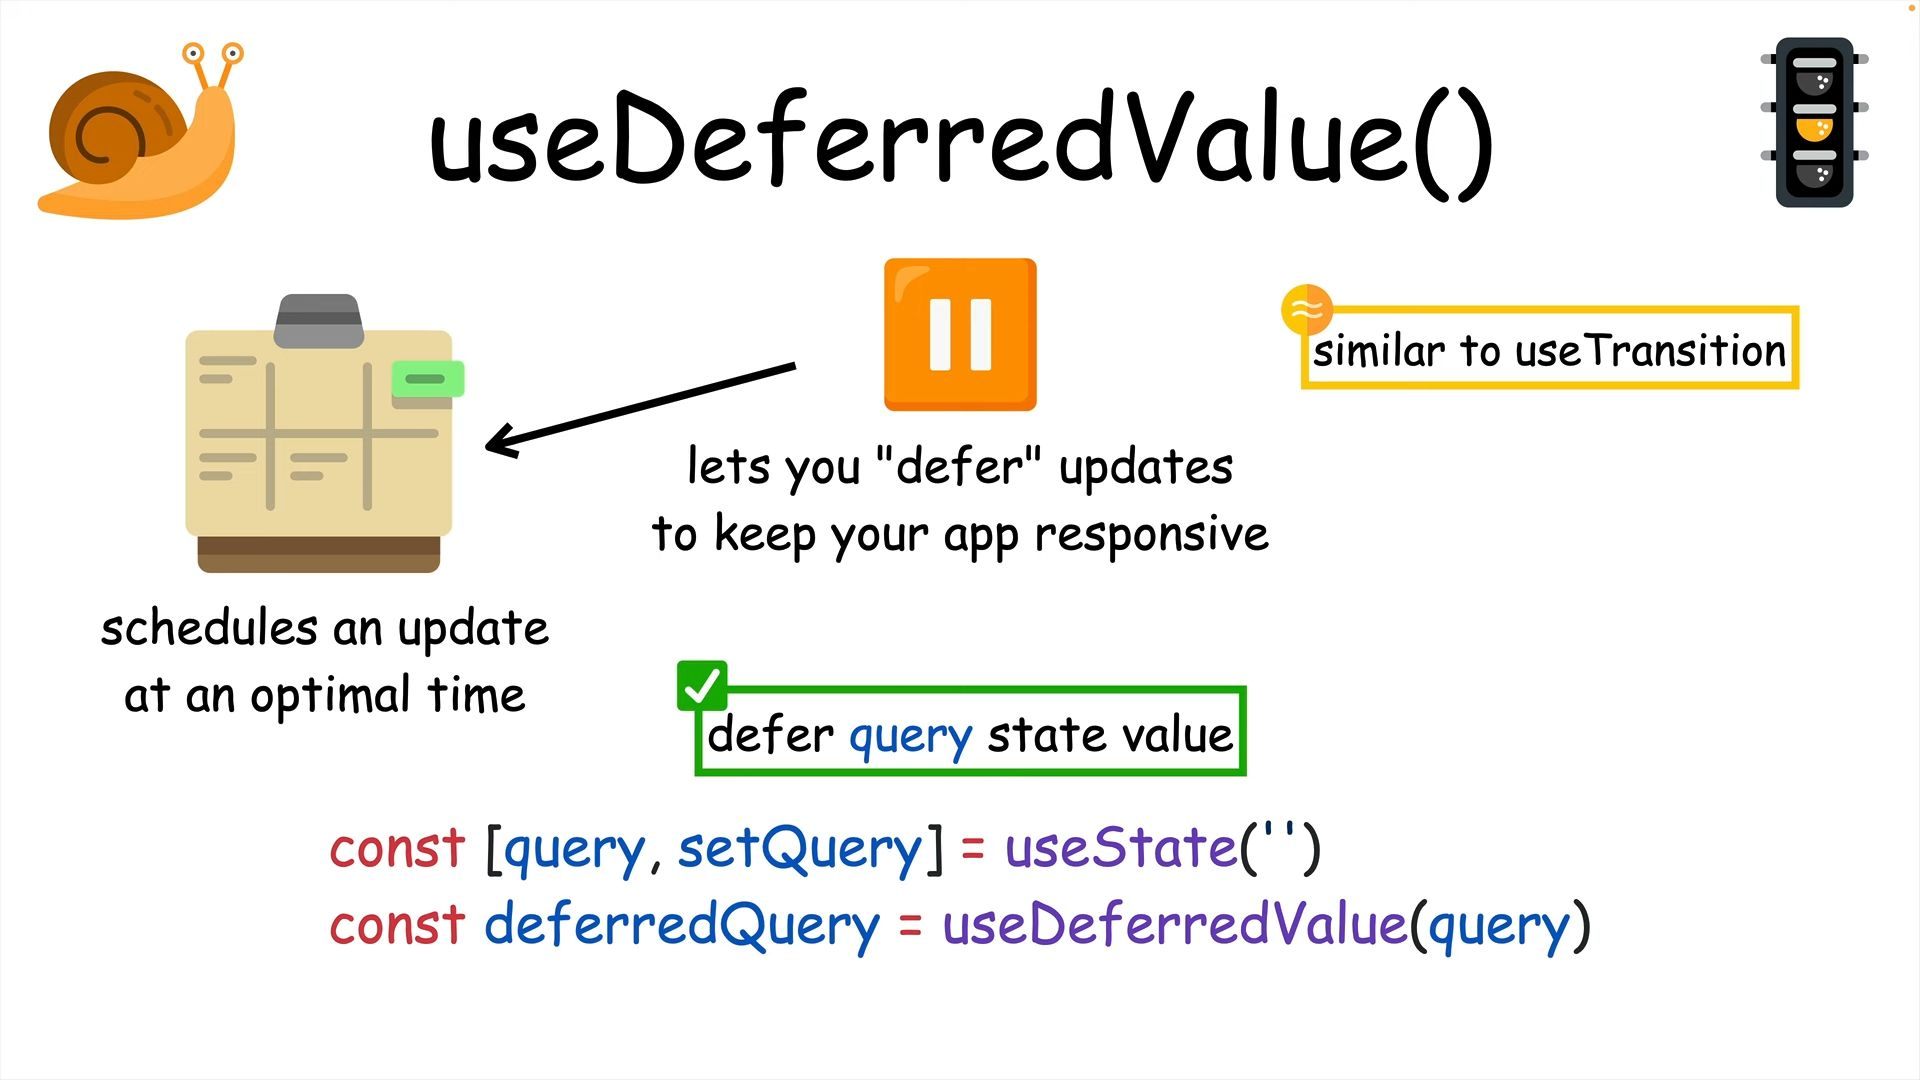 useDeferredValue()
similar to useTransition
lets you "defer" updates
to keep your app responsive
schedules an update
at an optimal time
defer query state value
const [query, setQuery] = useState('')
const deferredQuery = useDeferredValue(query)